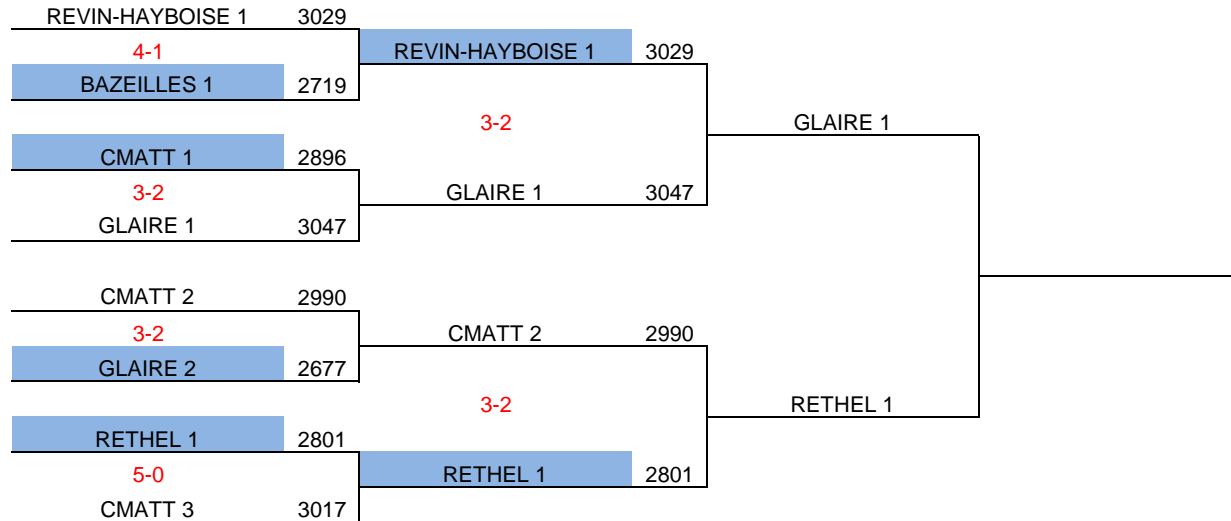 REVIN-HAYBOISE 1 3029
4-1
BAZEILLES 1 2719
CMATT 1 2896
3-2
GLAIRE 1 3047
CMATT 2 2990
3-2
GLAIRE 2 2677
RETHEL 1 2801
5-0
CMATT 3 3017
REVIN-HAYBOISE 1 3029
3-2
GLAIRE 1 3047
CMATT 2 2990
3-2
RETHEL 1 2801
GLAIRE 1
RETHEL 1